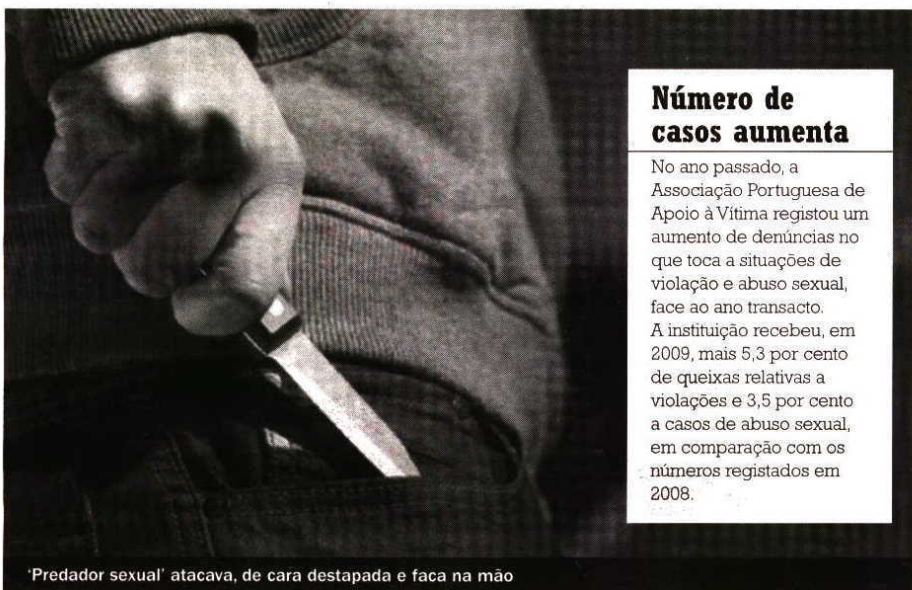 Número de
casos aumenta
No ano passado, a
Associação Portuguesa de
Apoio à Vítima registou um
aumento de denúncias no
que toca a situações de
violação e abuso sexual,
face ao ano transacto.
A instituição recebeu, em
2009, mais 5,3 por cento
de queixas relativas a
violações e 3,5 por cento
a casos de abuso sexual,
em comparação com os
números registados em
2008.
'Predador sexual' atacava, de cara destapada e faca na mão